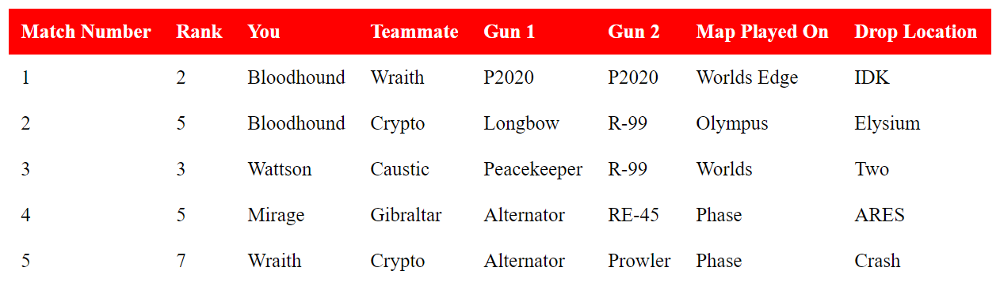 Match Number Rank You Teammate Gun 1 Gun 2 Map Played On Drop Location
1 2 Bloodhound Wraith P2020 P2020 Worlds Edge IDK
2 5 Bloodhound Crypto Longbow R-99 Olympus Elysium
3 3 Wattson Caustic Peacekeeper R-99 Worlds Two
4 5 Mirage Gibraltar Alternator RE-45 Phase ARES
5 7 Wraith Crypto Alternator Prowler Phase Crash